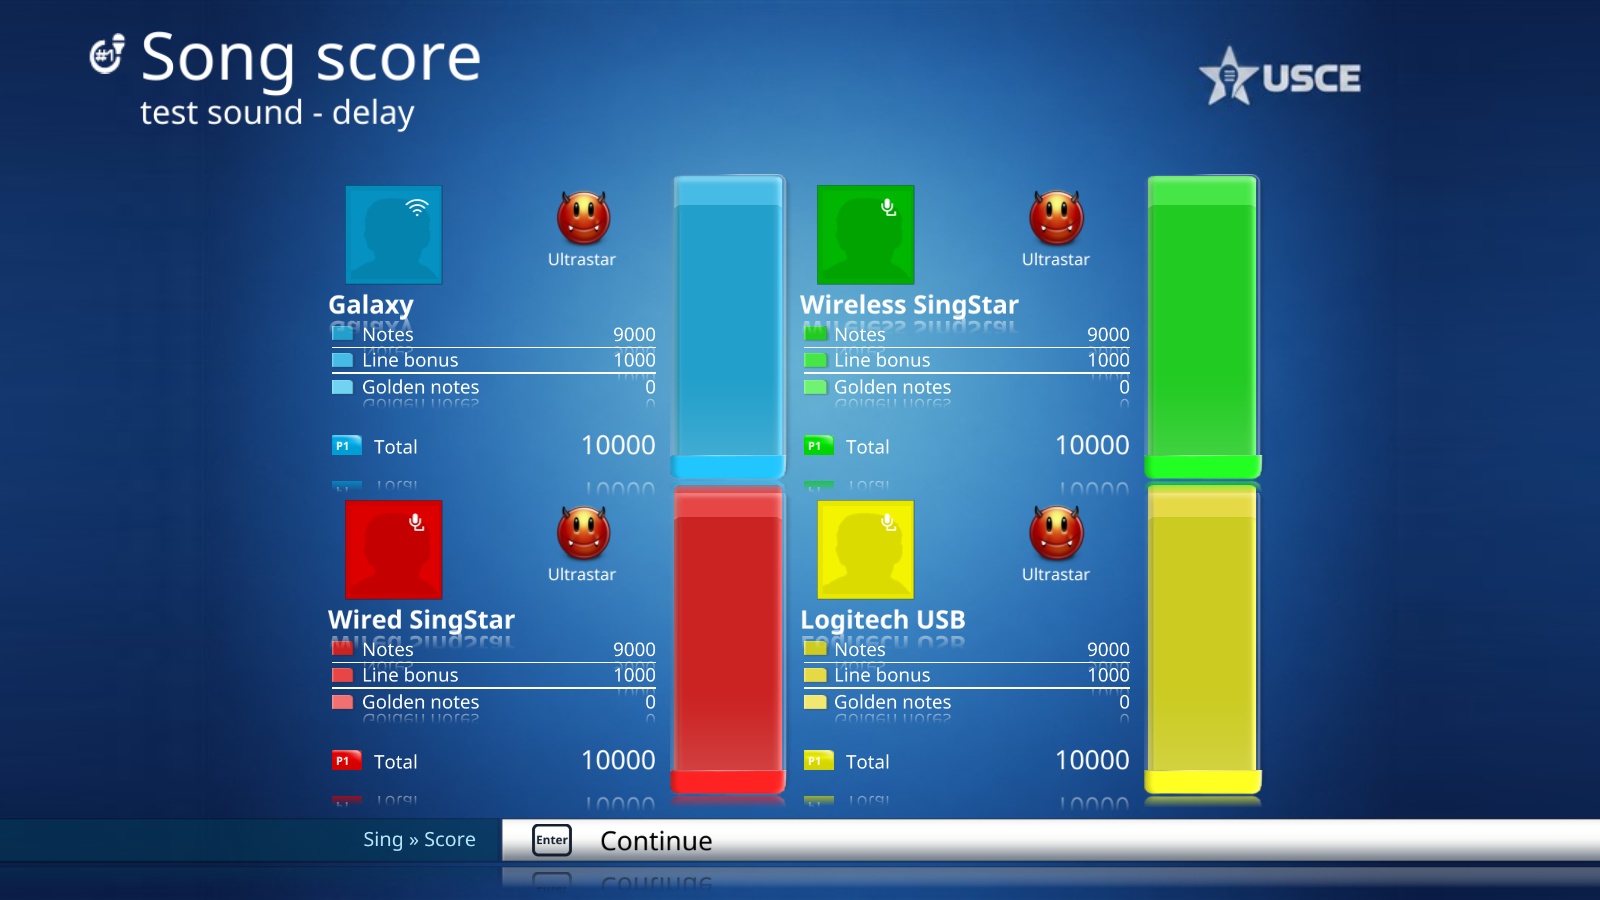 #1
Song score
test sound - delay
USCE
Ultrastar
Galaxy
Notes 9000
Line bonus 1000
Golden notes 0
P1 Total 10000
Ultrastar
Wireless SingStar
Notes 9000
Line bonus 1000
Golden notes 0
P1 Total 10000
Ultrastar
Wired SingStar
Notes 9000
Line bonus 1000
Golden notes 0
P1 Total 10000
Ultrastar
Logitech USB
Notes 9000
Line bonus 1000
Golden notes 0
P1 Total 10000
Sing » Score
Enter Continue